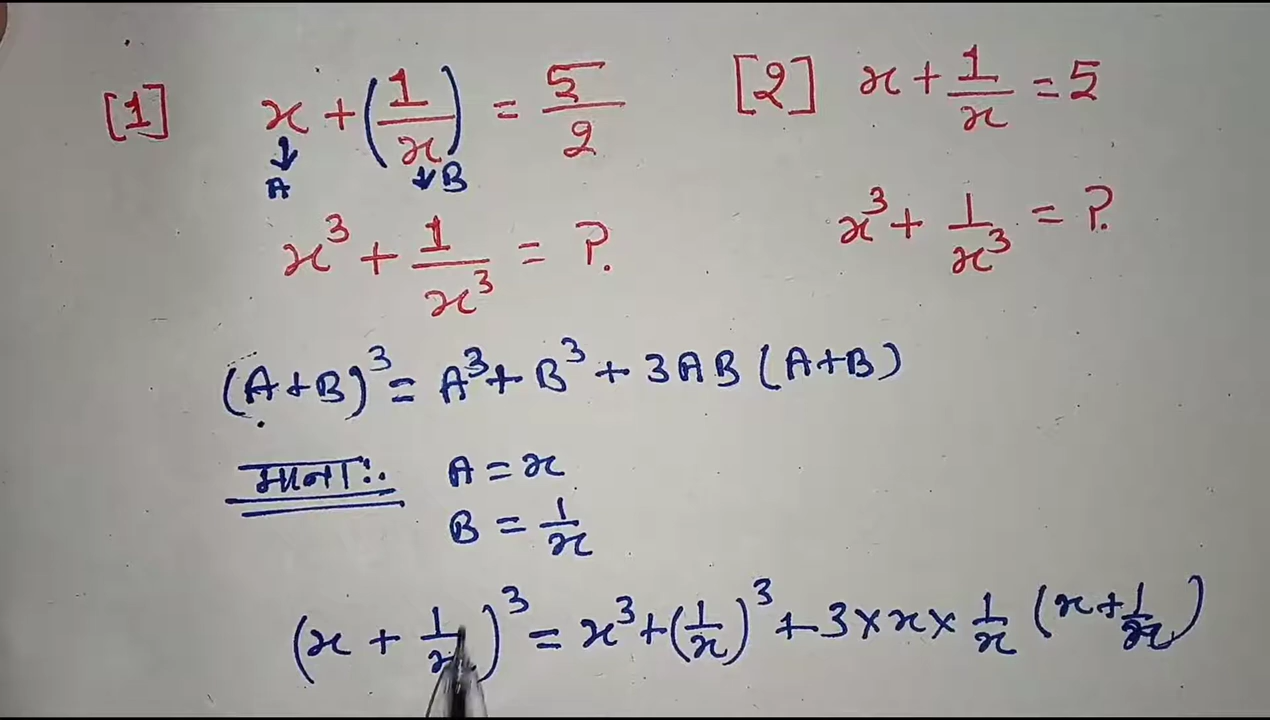 [1] x + (1/x) = 5/2
↓A ↓B
x³ + 1/x³ = ?
[2] x + 1/x = 5
x³ + 1/x³ = ?
(A+B)³ = A³ + B³ + 3AB (A+B)
माना:. A = x
B = 1/x
(x + 1/x)³ = x³ + (1/x)³ + 3 × x × 1/x (x + 1/x)